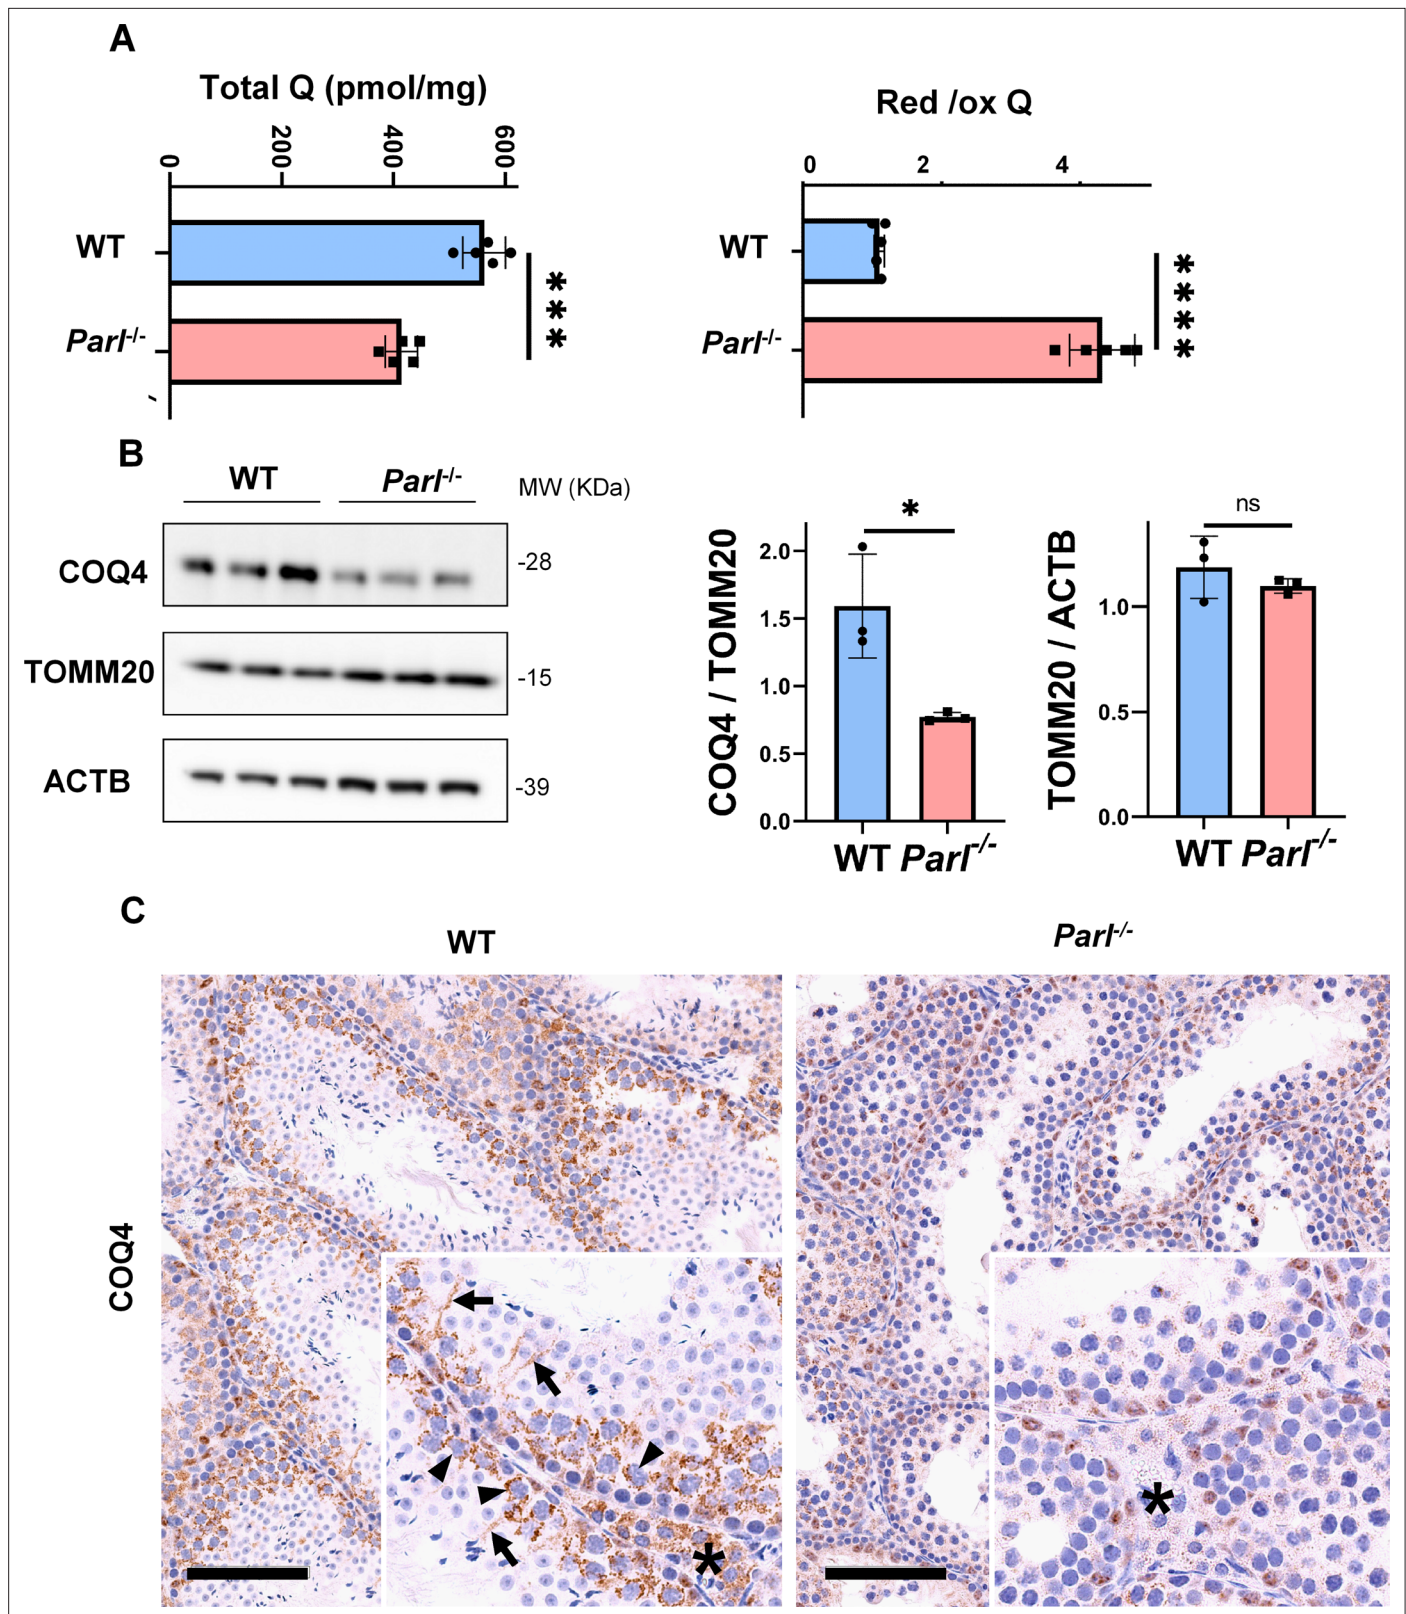 A
Total Q (pmol/mg)
0 200 400 600
WT
Parl-/-
***
Red /ox Q
0 2 4
WT
Parl-/-
****
B
WT Parl-/- MW (KDa)
COQ4 -28
TOMM20 -15
ACTB -39
COQ4 / TOMM20
2.0
1.5
1.0
0.5
0.0
*
WT Parl-/-
TOMM20 / ACTB
1.0
0.5
0.0
ns
WT Parl-/-
C
WT Parl-/-
COQ4
*
*